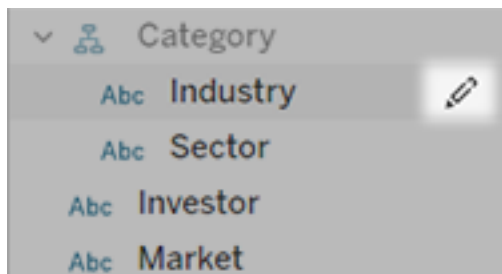 Category
Abc Industry
Abc Sector
Abc Investor
Abc Market